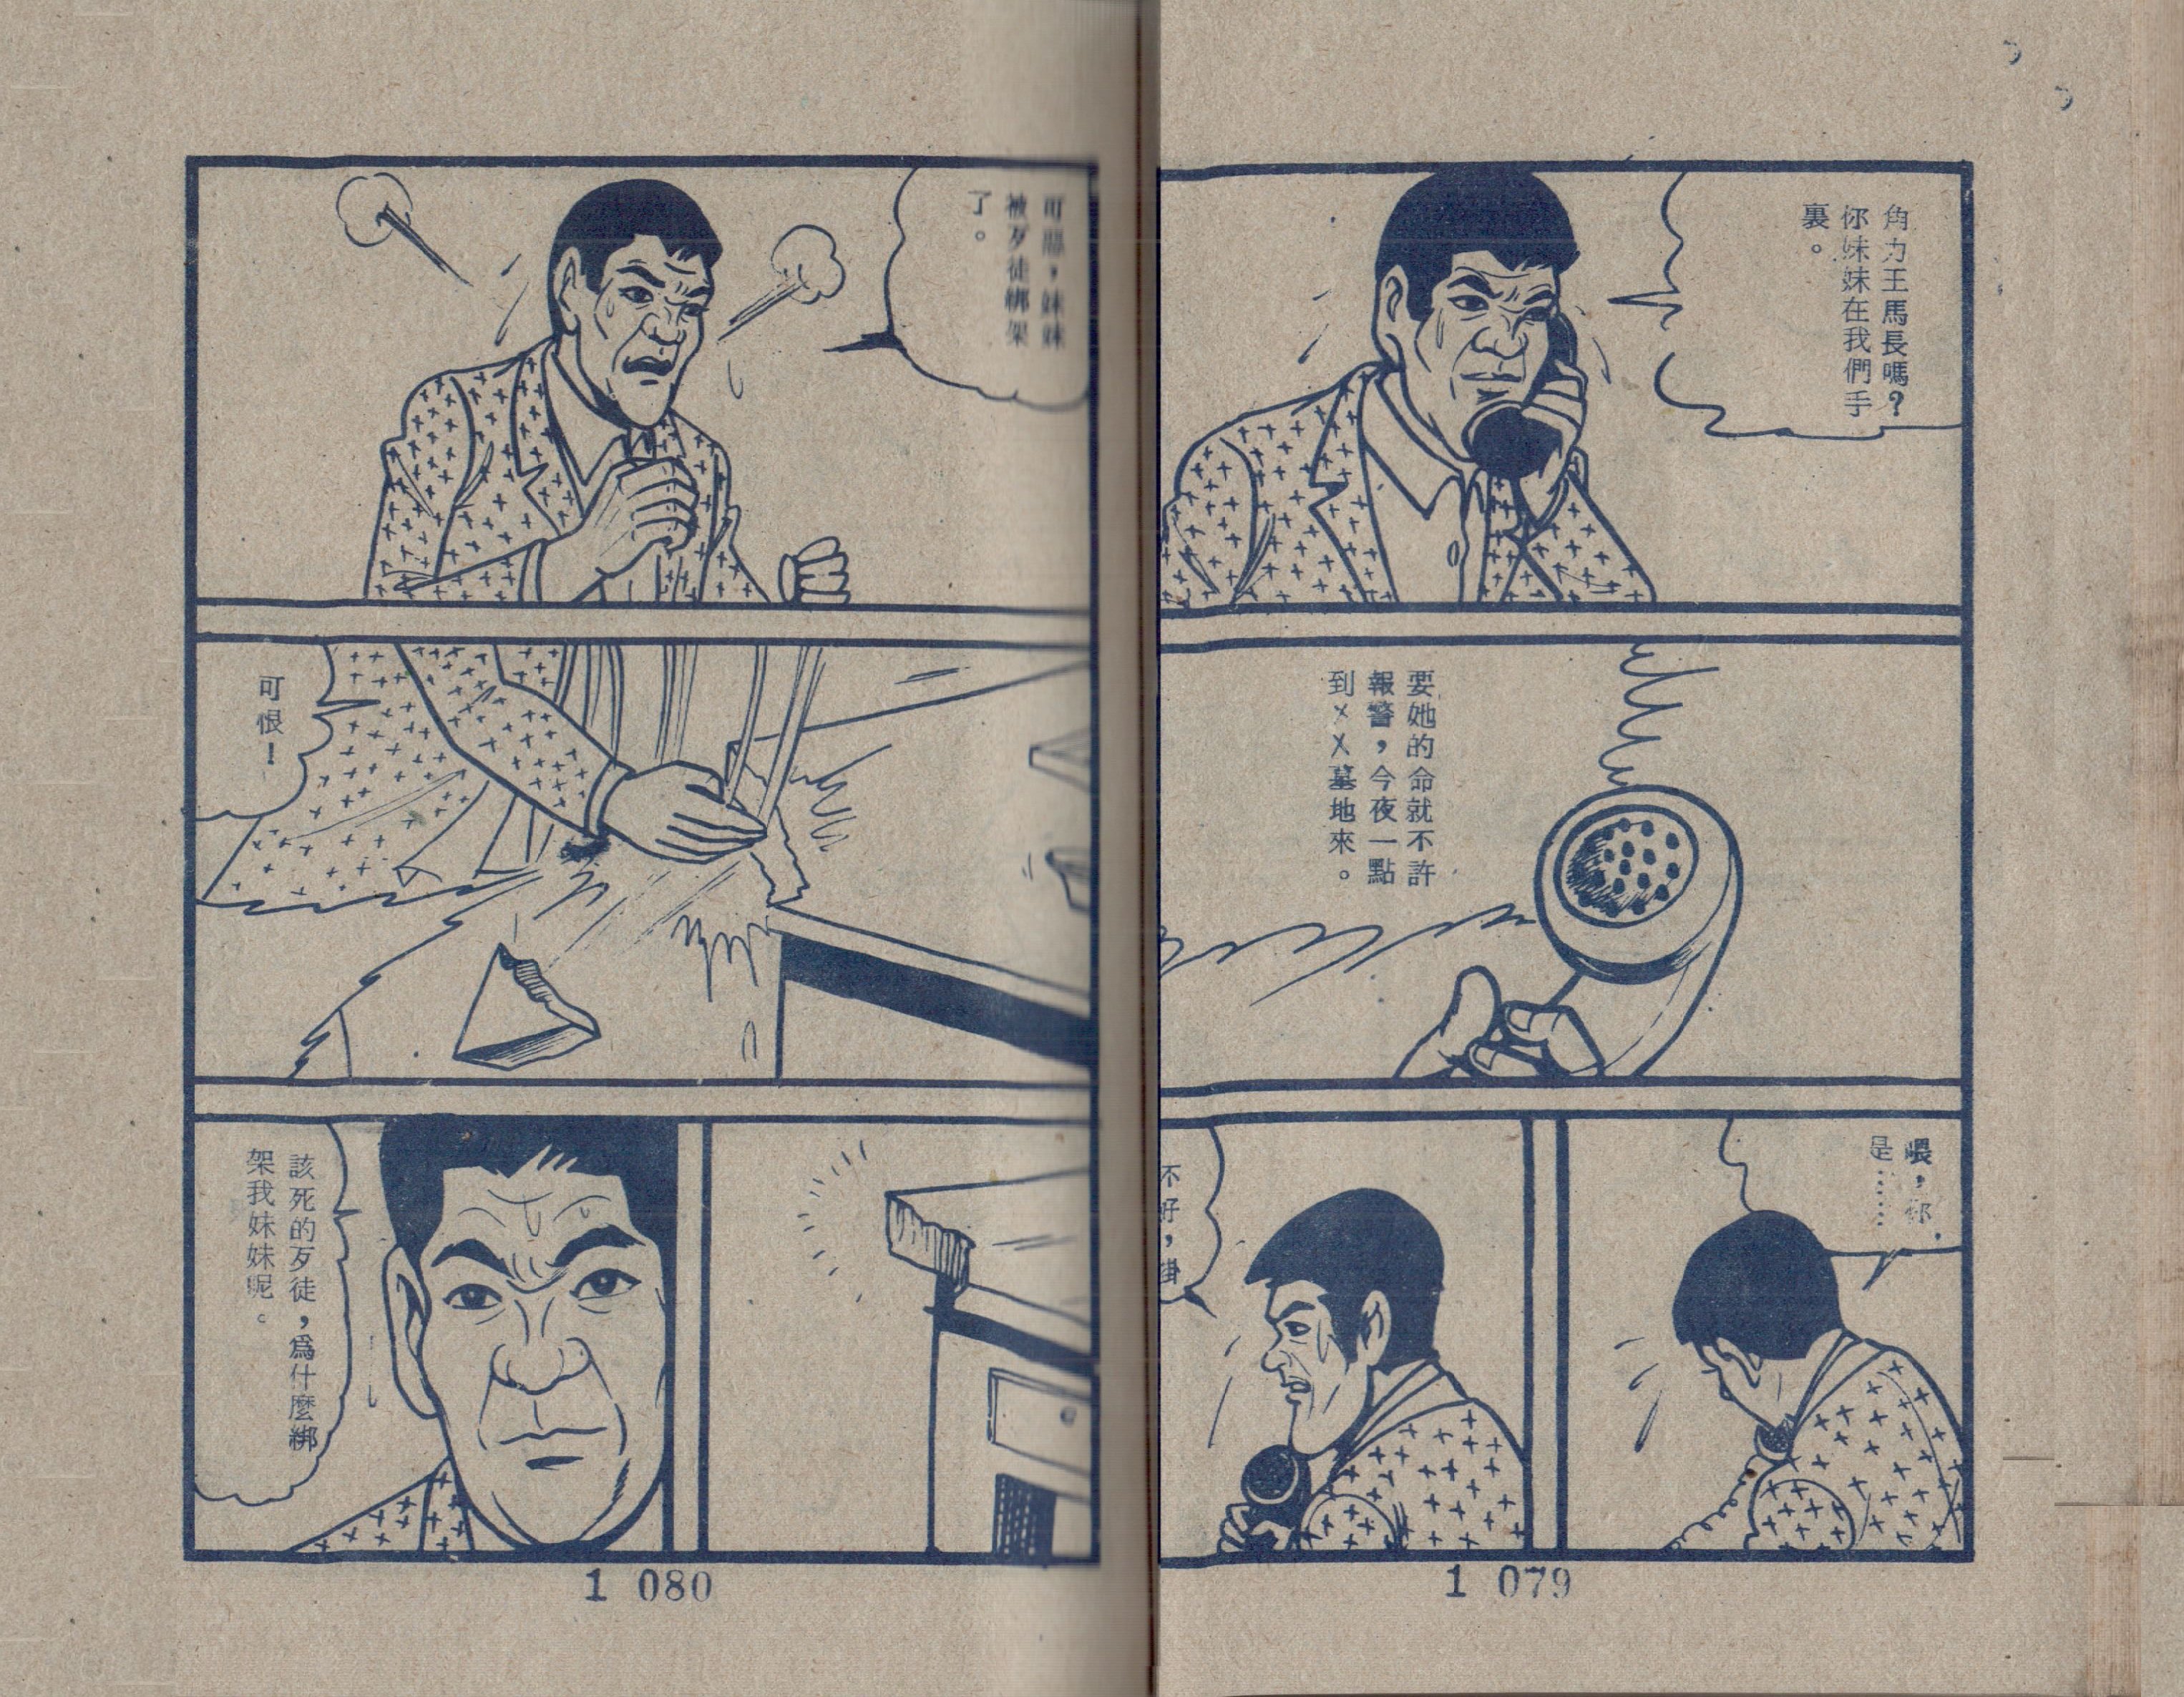 角力王馬長嗎？
你妹妹在我們手
裏。
要她的命就不許
報警，今夜一點
到××墓地來。
喂，你
是……
不好，掛
1 079
可惡，妹妹
被歹徒綁架
了。
可恨！
該死的歹徒，爲什麼綁
架我妹妹呢。
1 080